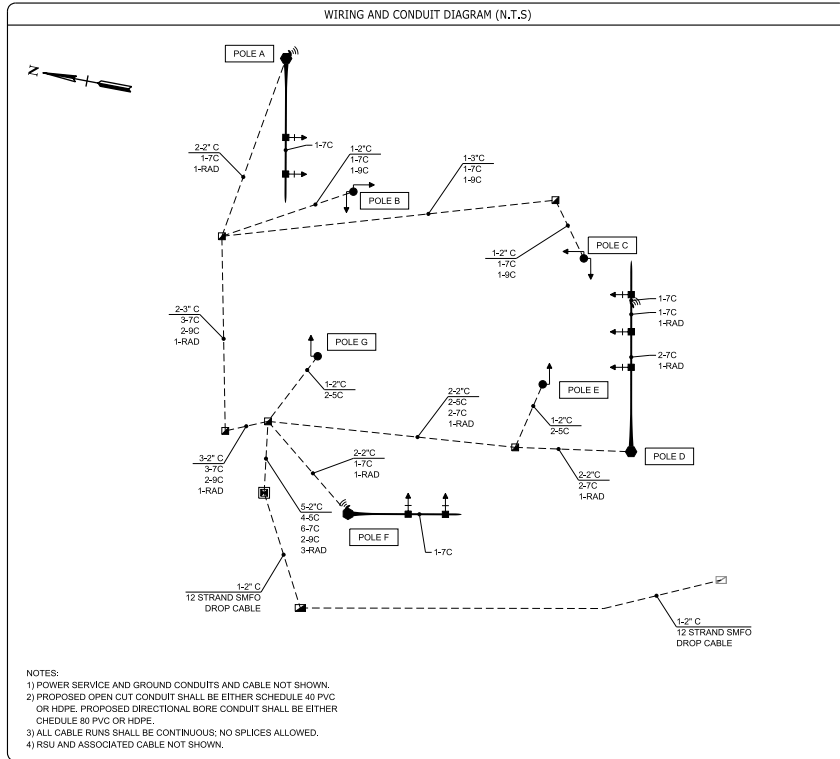 WIRING AND CONDUIT DIAGRAM (N.T.S)
POLE A
N
1-7C
2-2" C
1-7C
1-RAD
1-2"C
1-7C
1-9C
1-3"C
1-7C
1-9C
POLE B
POLE C
1-2" C
1-7C
1-9C
1-7C
1-7C
1-RAD
2-7C
1-RAD
2-3" C
3-7C
2-9C
1-RAD
POLE G
1-2"C
2-5C
2-2"C
2-5C
2-7C
1-RAD
POLE E
1-2"C
2-5C
POLE D
3-2" C
3-7C
2-9C
1-RAD
2-2"C
1-7C
1-RAD
2-2"C
2-7C
1-RAD
5-2"C
4-5C
6-7C
2-9C
3-RAD
POLE F
1-7C
1-2" C
12 STRAND SMFO
DROP CABLE
1-2" C
12 STRAND SMFO
DROP CABLE
NOTES:
1) POWER SERVICE AND GROUND CONDUITS AND CABLE NOT SHOWN.
2) PROPOSED OPEN CUT CONDUIT SHALL BE EITHER SCHEDULE 40 PVC
OR HDPE. PROPOSED DIRECTIONAL BORE CONDUIT SHALL BE EITHER
CHEDULE 80 PVC OR HDPE.
3) ALL CABLE RUNS SHALL BE CONTINUOUS; NO SPLICES ALLOWED.
4) RSU AND ASSOCIATED CABLE NOT SHOWN.